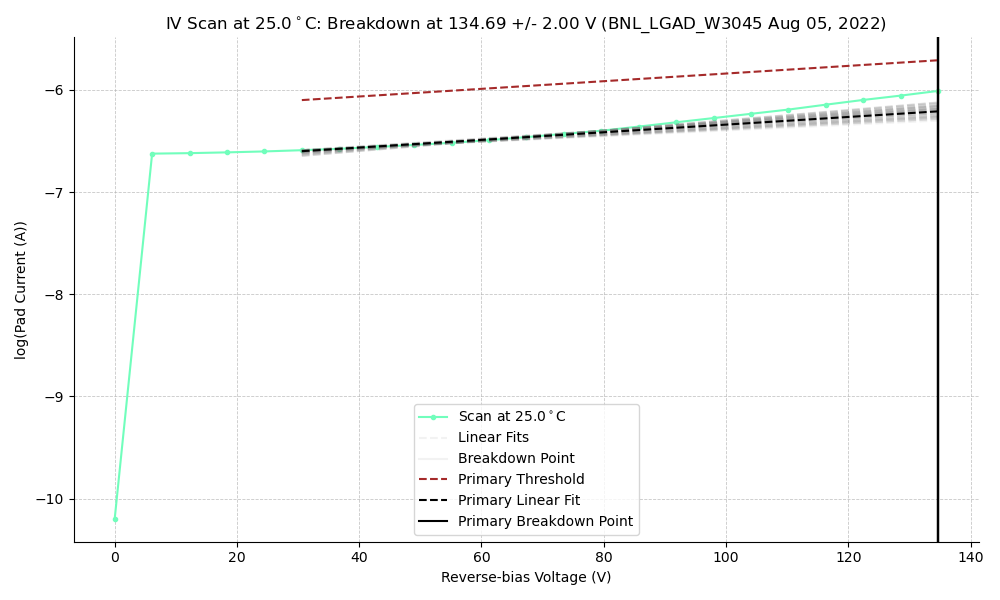 IV Scan at 25.0°C: Breakdown at 134.69 +/- 2.00 V (BNL_LGAD_W3045 Aug 05, 2022)
log(Pad Current (A))
−6
−7
−8
−9
−10
Scan at 25.0°C
Linear Fits
Breakdown Point
Primary Threshold
Primary Linear Fit
Primary Breakdown Point
0 20 40 60 80 100 120 140
Reverse-bias Voltage (V)